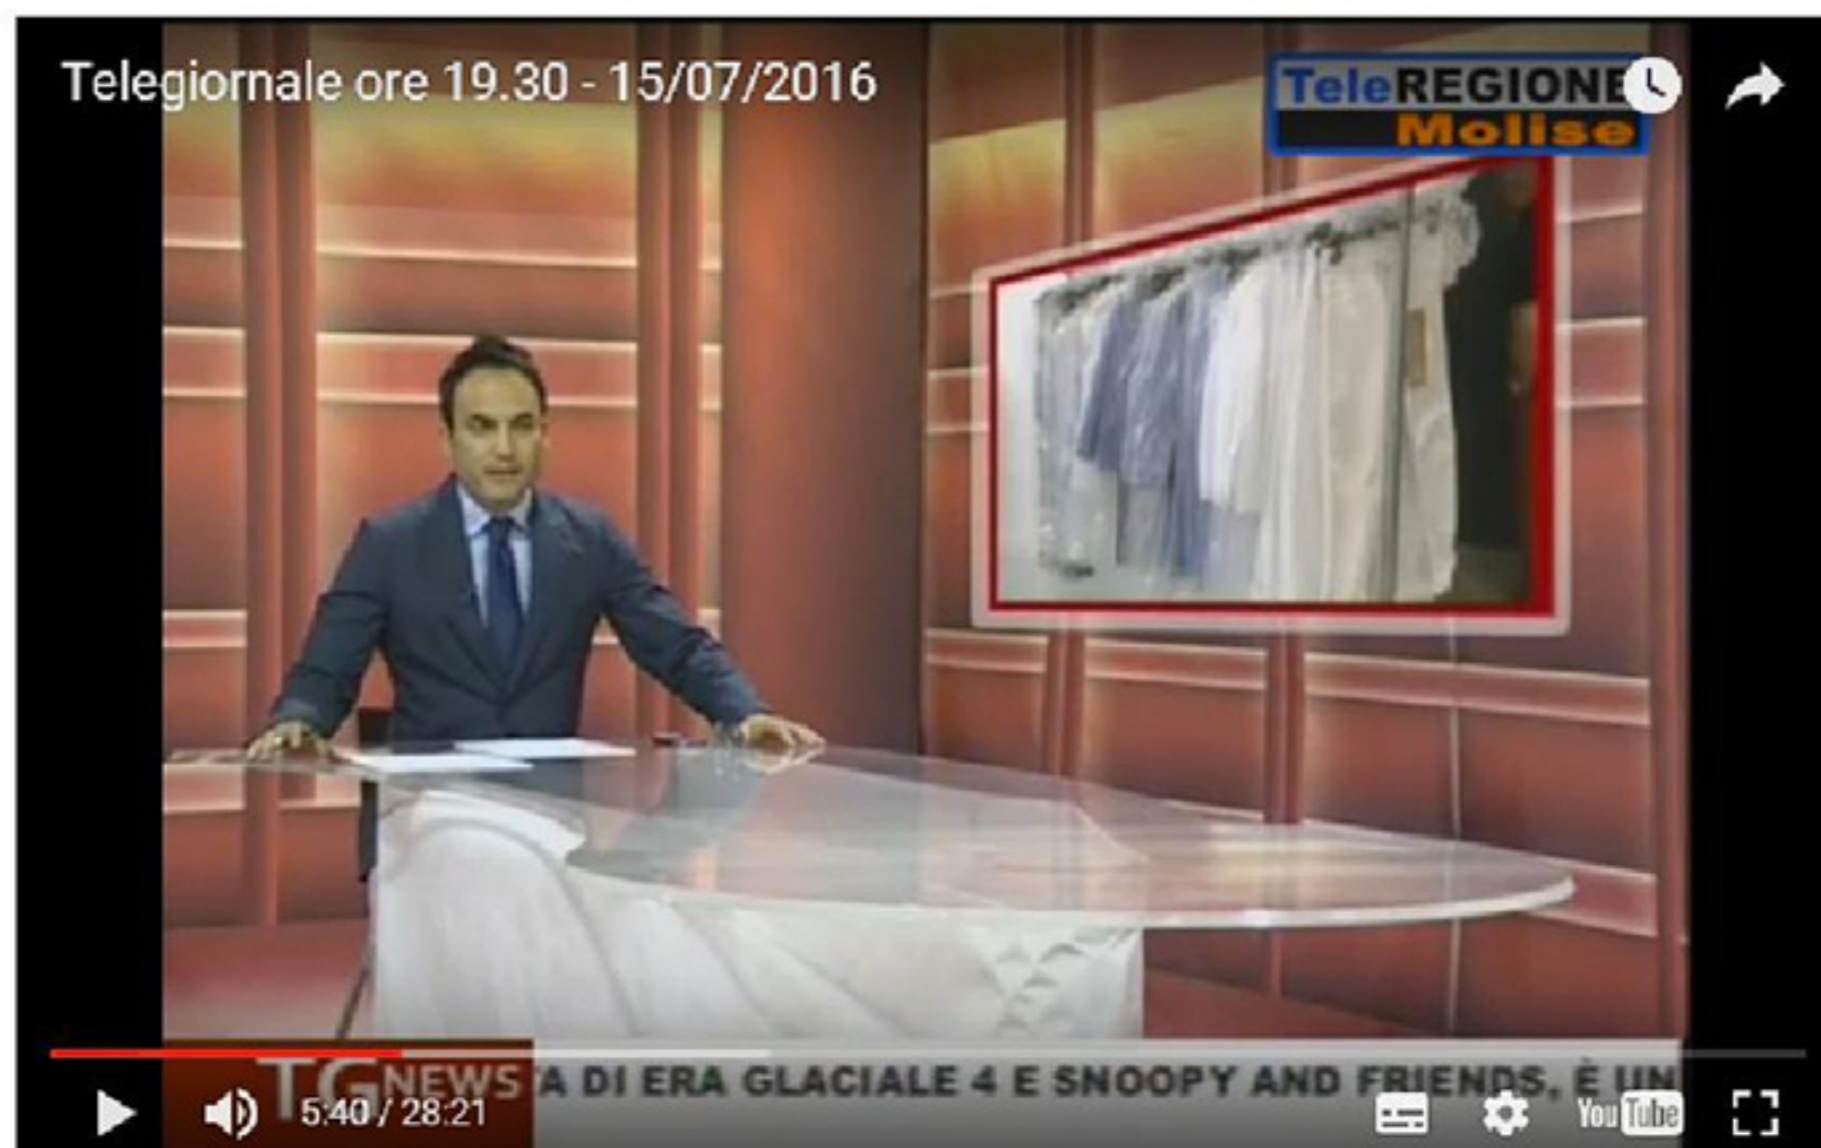 Telegiornale ore 19.30 - 15/07/2016
TeleREGIONE
Molise
TG NEWS
TA DI ERA GLACIALE 4 E SNOOPY AND FRIENDS, È UN
5:40 / 28:21
YouTube